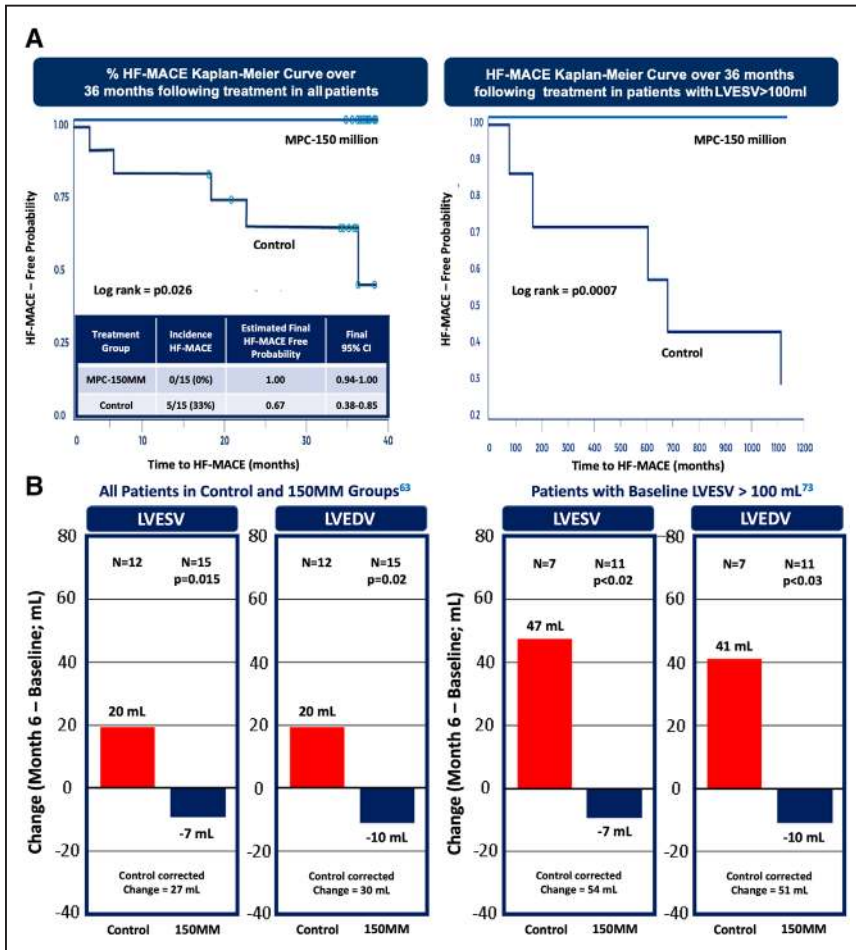 A
% HF-MACE Kaplan-Meier Curve over
36 months following treatment in all patients
HF-MACE – Free Probability
1.00
0.75
0.5
0.25
0.0
MPC-150 million
Control
Log rank = p0.026
Treatment Group Incidence HF-MACE Estimated Final HF-MACE Free Probability Final 95% CI
MPC-150MM 0/15 (0%) 1.00 0.94-1.00
Control 5/15 (33%) 0.67 0.38-0.85
0 10 20 30 40
Time to HF-MACE (months)
HF-MACE Kaplan-Meier Curve over 36 months
following treatment in patients with LVESV>100ml
HF-MACE – Free Probability
1.00
0.9
0.8
0.7
0.6
0.5
0.4
0.3
0.2
MPC-150 million
Log rank = p0.0007
Control
0 100 200 300 400 500 600 700 800 900 1000 1100 1200
Time to HF-MACE (months)
B
All Patients in Control and 150MM Groups63
Change (Month 6 – Baseline; mL)
80
60
40
20
0
-20
-40
LVESV
N=12 N=15
p=0.015
20 mL
-7 mL
Control corrected
Change = 27 mL
Control 150MM
LVEDV
N=12 N=15
p=0.02
20 mL
-10 mL
Control corrected
Change = 30 mL
Control 150MM
Patients with Baseline LVESV > 100 mL73
Change (Month 6 – Baseline; mL)
80
60
40
20
0
-20
-40
LVESV
N=7 N=11
p<0.02
47 mL
-7 mL
Control corrected
Change = 54 mL
Control 150MM
LVEDV
N=7 N=11
p<0.03
41 mL
-10 mL
Control corrected
Change = 51 mL
Control 150MM